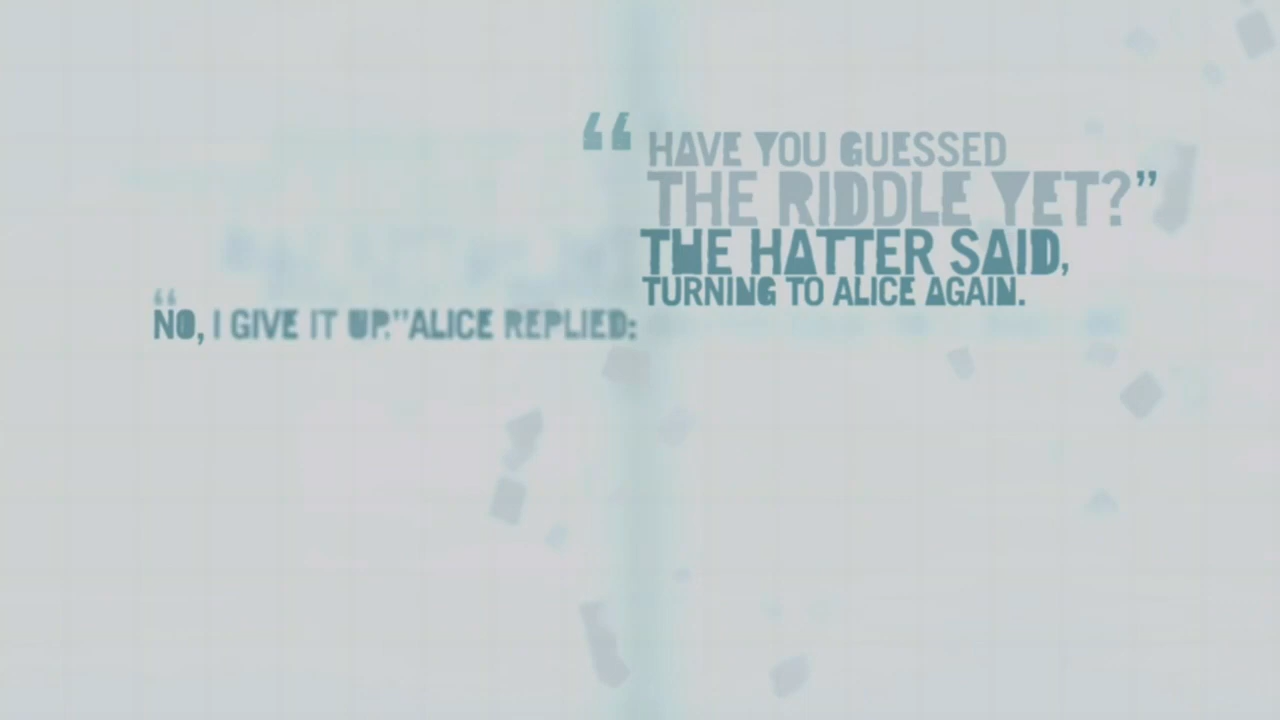 “HAVE YOU GUESSED
THE RIDDLE YET?”
THE HATTER SAID,
TURNING TO ALICE AGAIN.
“NO, I GIVE IT UP.”ALICE REPLIED: